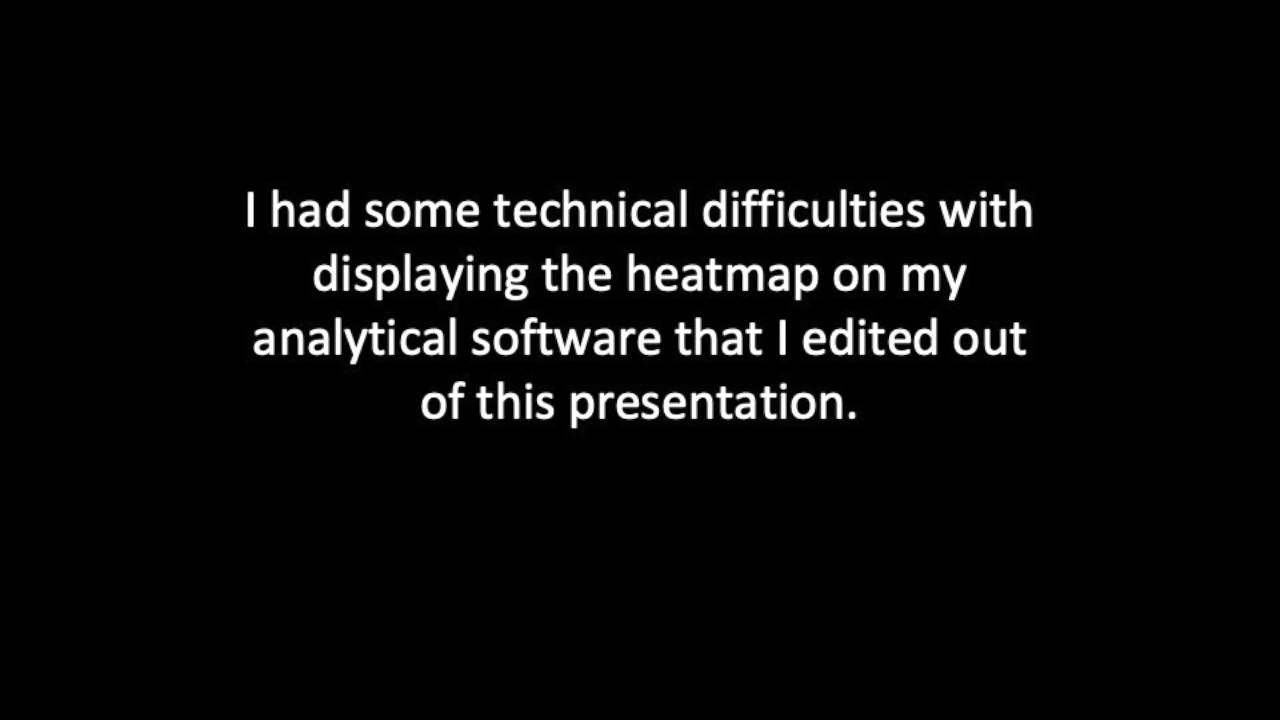 I had some technical difficulties with
displaying the heatmap on my
analytical software that I edited out
of this presentation.